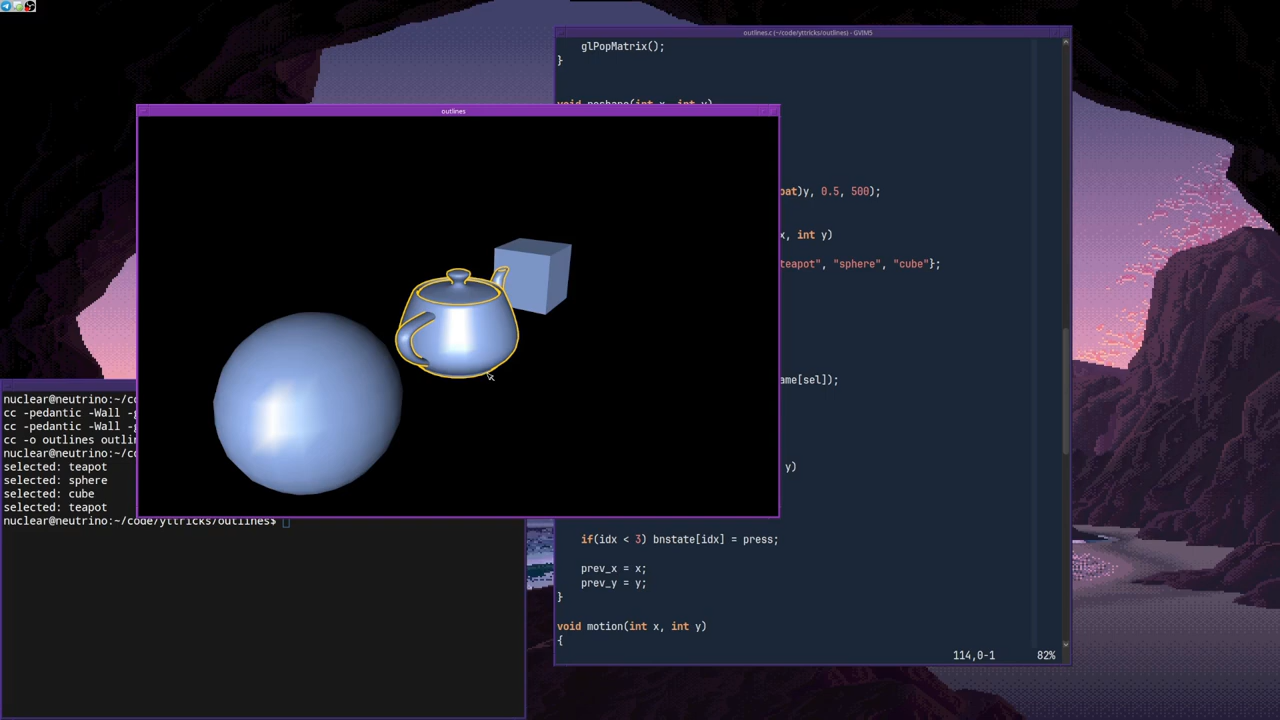 outlines.c (~/code/yttricks/outlines) - GVIM5
glPopMatrix();
}
void reshape(int x, int y)
oat)y, 0.5, 500);
x, int y)
teapot", "sphere", "cube"};
ame[sel]);
y)
if(idx < 3) bnstate[idx] = press;
prev_x = x;
prev_y = y;
}
void motion(int x, int y)
{
114,0-1 82%
outlines
nuclear@neutrino:~/co
cc -pedantic -Wall -g
cc -pedantic -Wall -g
cc -o outlines outlin
nuclear@neutrino:~/co
selected: teapot
selected: sphere
selected: cube
selected: teapot
nuclear@neutrino:~/code/yttricks/outlines$